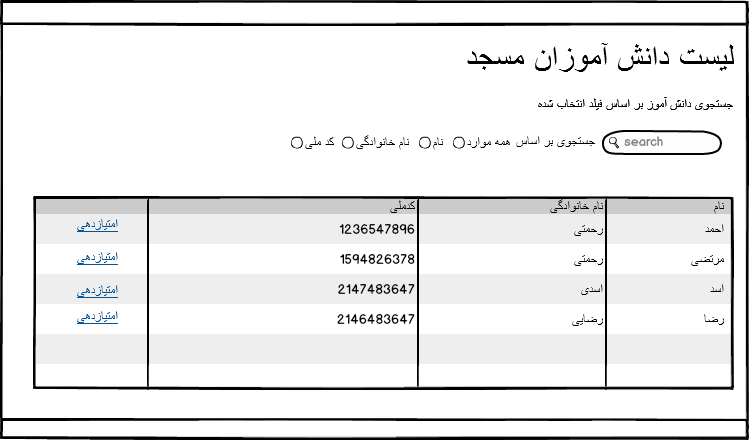 لیست دانش آموزان مسجد
جستجوی دانش آموز بر اساس فیلد انتخاب شده
search جستجوی بر اساس همه موارد نام نام خانوادگی کد ملی
نام نام خانوادگی کدملی
احمد رحمتی 1236547896 امتیازدهی
مرتضی رحمتی 1594826378 امتیازدهی
اسد اسدی 2147483647 امتیازدهی
رضا رضایی 2146483647 امتیازدهی